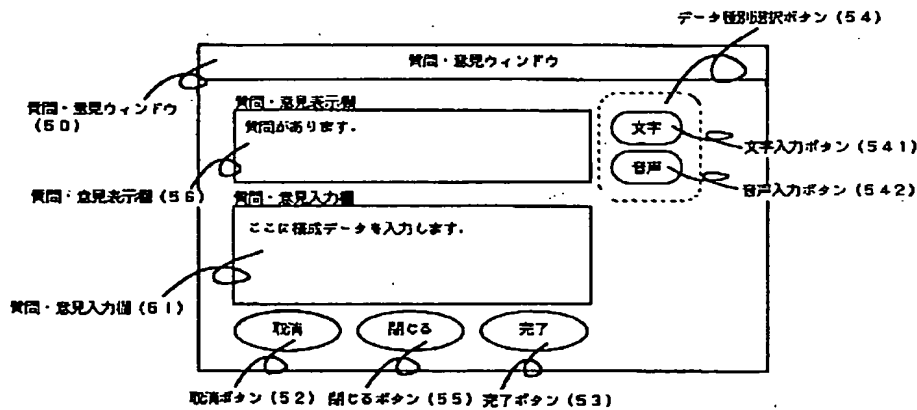 データ種別選択ボタン（54）
質問・意見ウィンドウ
質問・意見ウィンドウ
（50）
質問・意見表示欄
質問があります．
文字
文字入力ボタン（541）
音声
音声入力ボタン（542）
質問・意見表示欄（56）
質問・意見入力欄
ここに構成データを入力します．
質問・意見入力欄（51）
取消
閉じる
完了
取消ボタン（52）
閉じるボタン（55）
完了ボタン（53）